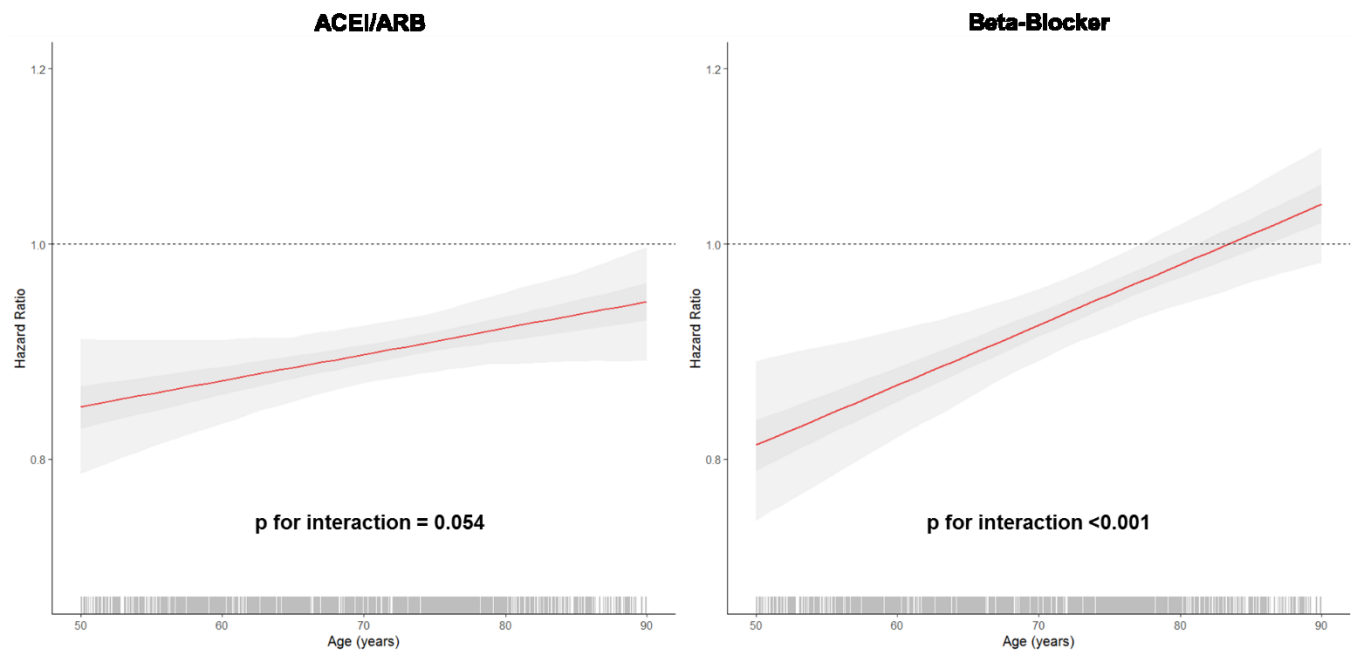 ACEI/ARB
1.2
1.0
0.8
Hazard Ratio
p for interaction = 0.054
50
60
70
80
90
Age (years)
Beta-Blocker
1.2
1.0
0.8
Hazard Ratio
p for interaction <0.001
50
60
70
80
90
Age (years)